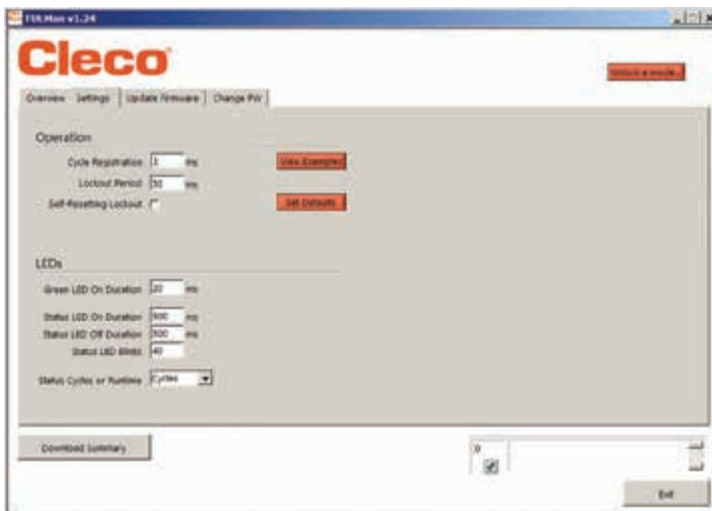 FULMan v1.24
Cleco
Unlock a mode...
Overview Settings Update Firmware Change PW
Operation
Cycle Registration 3 ms View Examples
Lockout Period 50 ms
Self-Resetting Lockout Set Defaults
LEDs
Green LED On Duration 20 ms
Status LED On Duration 500 ms
Status LED Off Duration 500 ms
Status LED Blinks 40
Status Cycles or Runtime Cycles
Download Summary
0
Exit